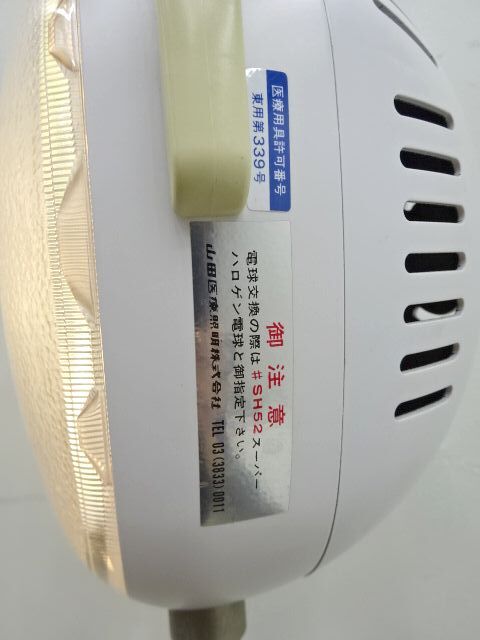 医療用具許可番号
東用第339号
御注意
電球交換の際は#SH52スーパー
ハロゲン電球と御指定下さい。
山田医療照明株式会社 TEL 03(3833)0011